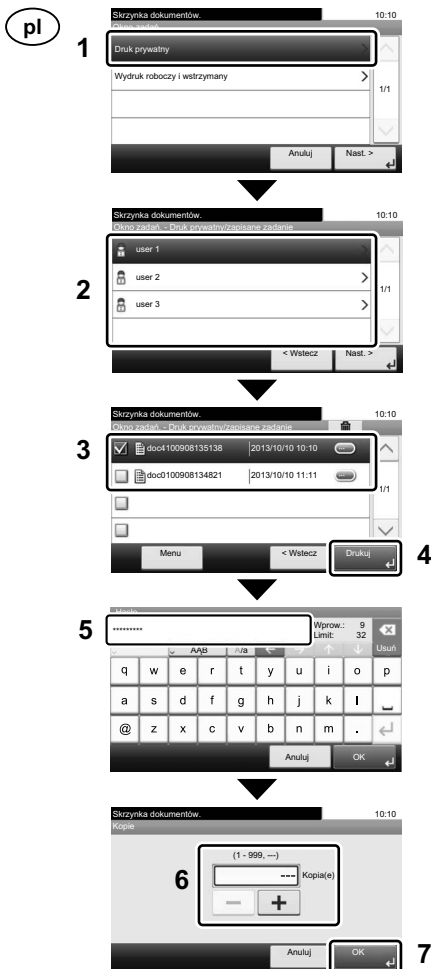 pl
Skrzynka dokumentów. 10:10
Okno zadań.
1
Druk prywatny
Wydruk roboczy i wstrzymany
1/1
Anuluj Nast. >
Skrzynka dokumentów. 10:10
Okno zadań. - Druk prywatny/zapisane zadanie
2
user 1
user 2
user 3
1/1
< Wstecz Nast. >
Skrzynka dokumentów. 10:10
Okno zadań. - Druk prywatny/zapisane zadanie
3
doc4100908135138 2013/10/10 10:10
doc0100908134821 2013/10/10 11:11
1/1
Menu < Wstecz Drukuj 4
Hasło
5
********* Wprow.: 9
Limit: 32
Usuń
AĄB A/a
q w e r t y u i o p
a s d f g h j k l
@ z x c v b n m .
Anuluj OK
Skrzynka dokumentów. 10:10
Kopie
(1 - 999, ---)
6
--- Kopia(e)
− +
Anuluj OK 7